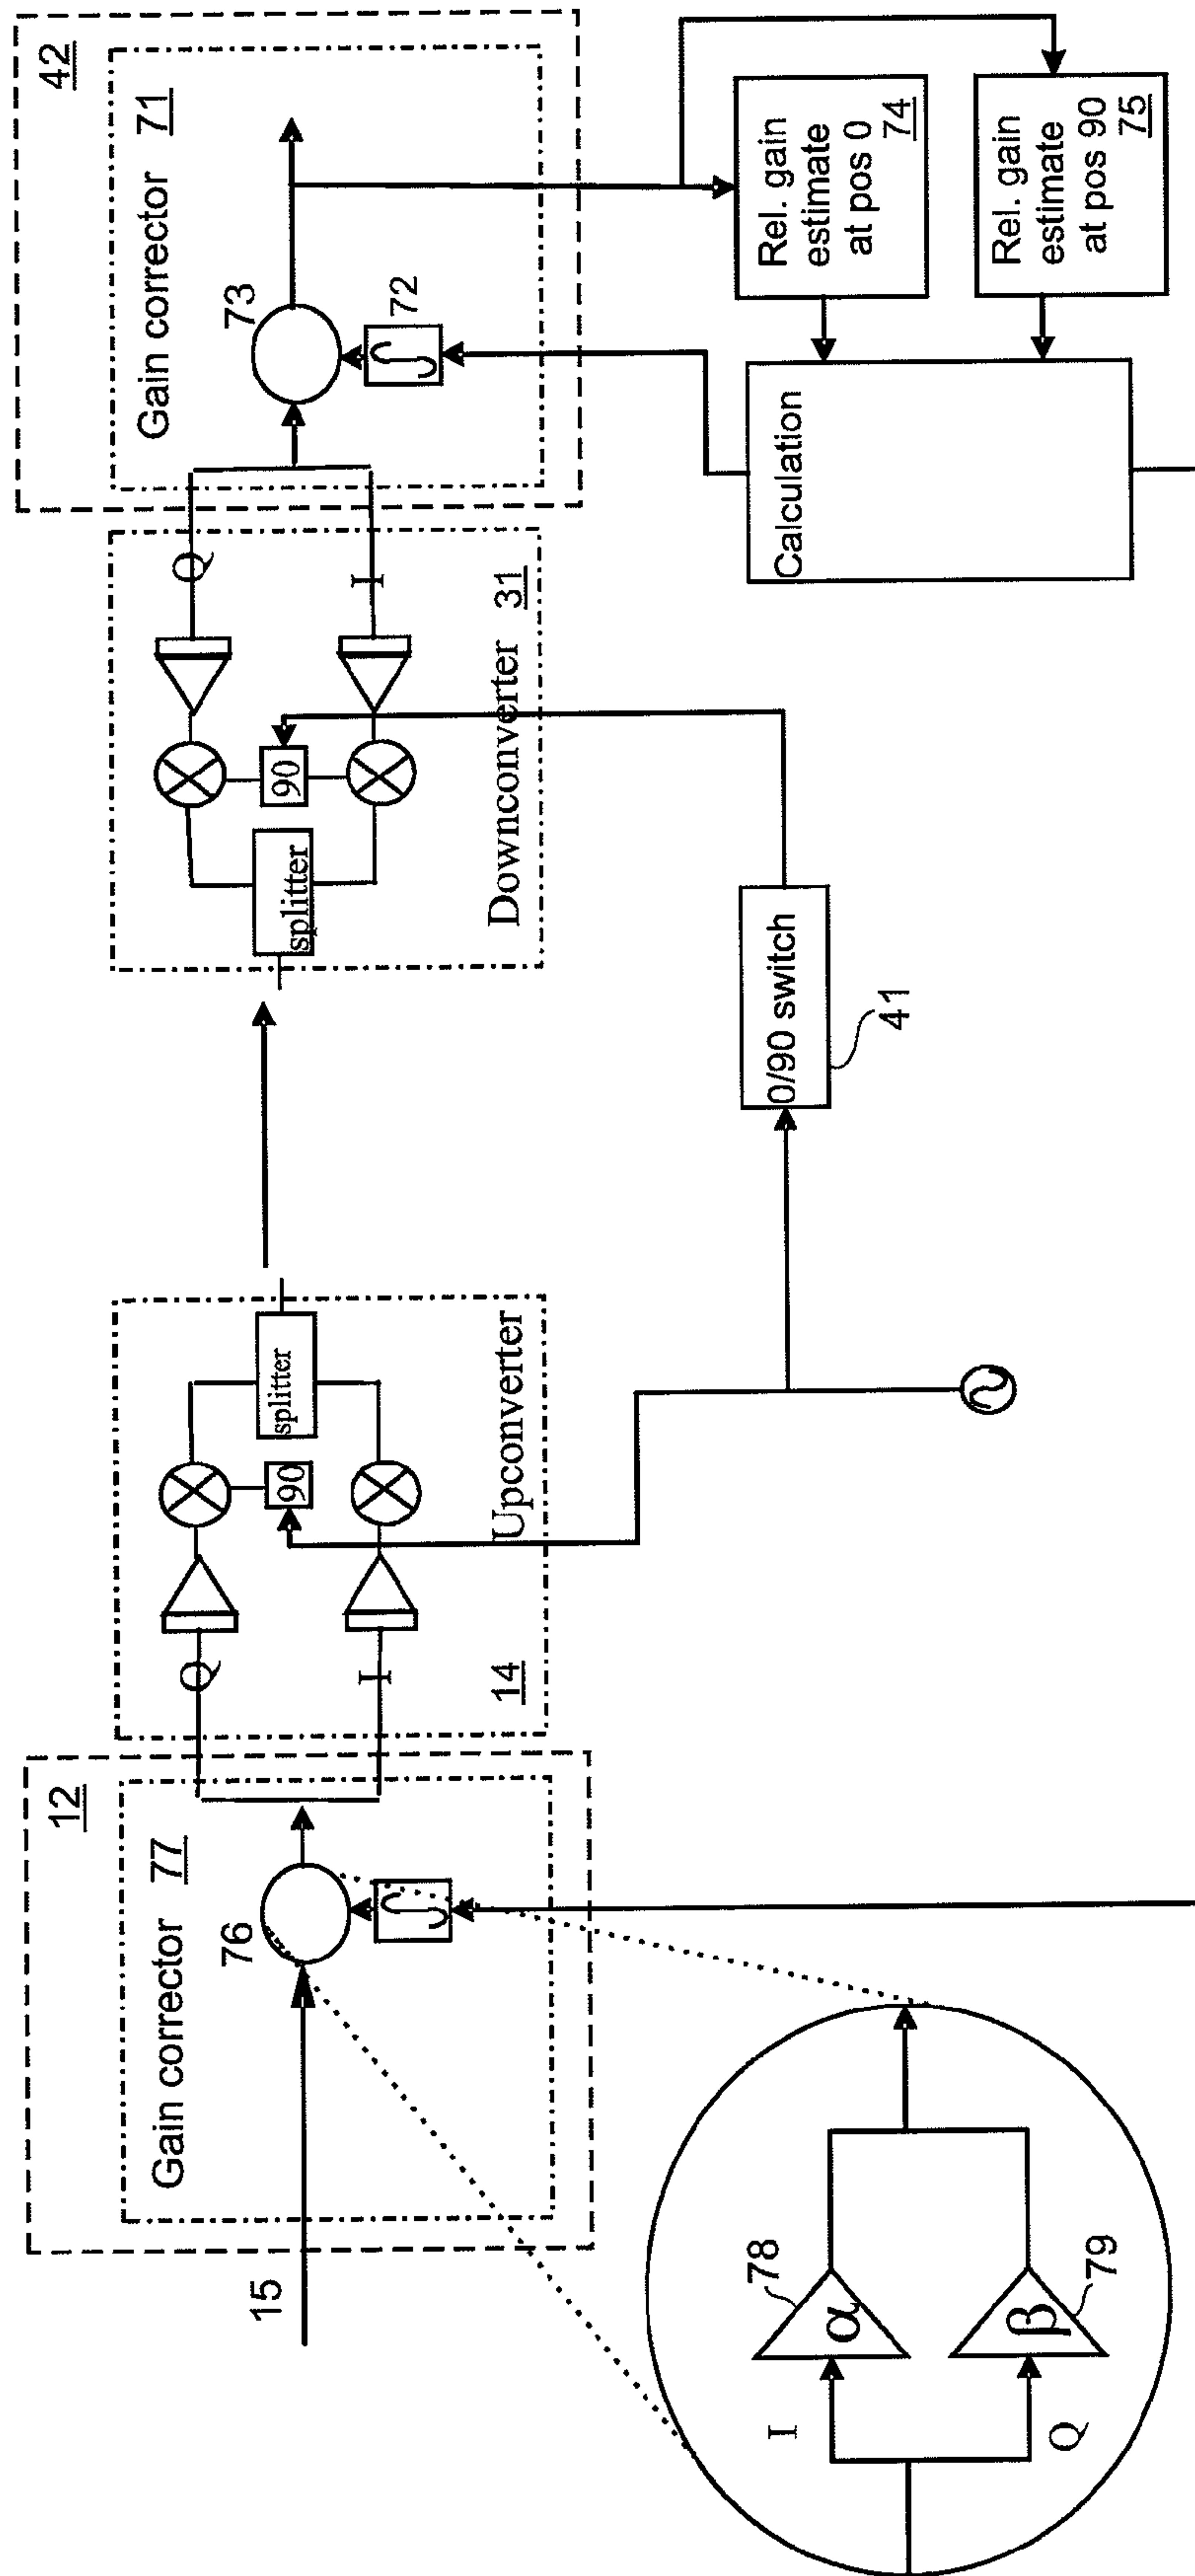 12
Gain corrector 77
76
15
Q
I
14
Upconverter
90
splitter
splitter
90
Q
I
Downconverter 31
42
Gain corrector 71
73
72
0/90 switch
41
Calculation
Rel. gain
estimate
at pos 0
74
Rel. gain
estimate
at pos 90
75
I
Q
α
78
β
79